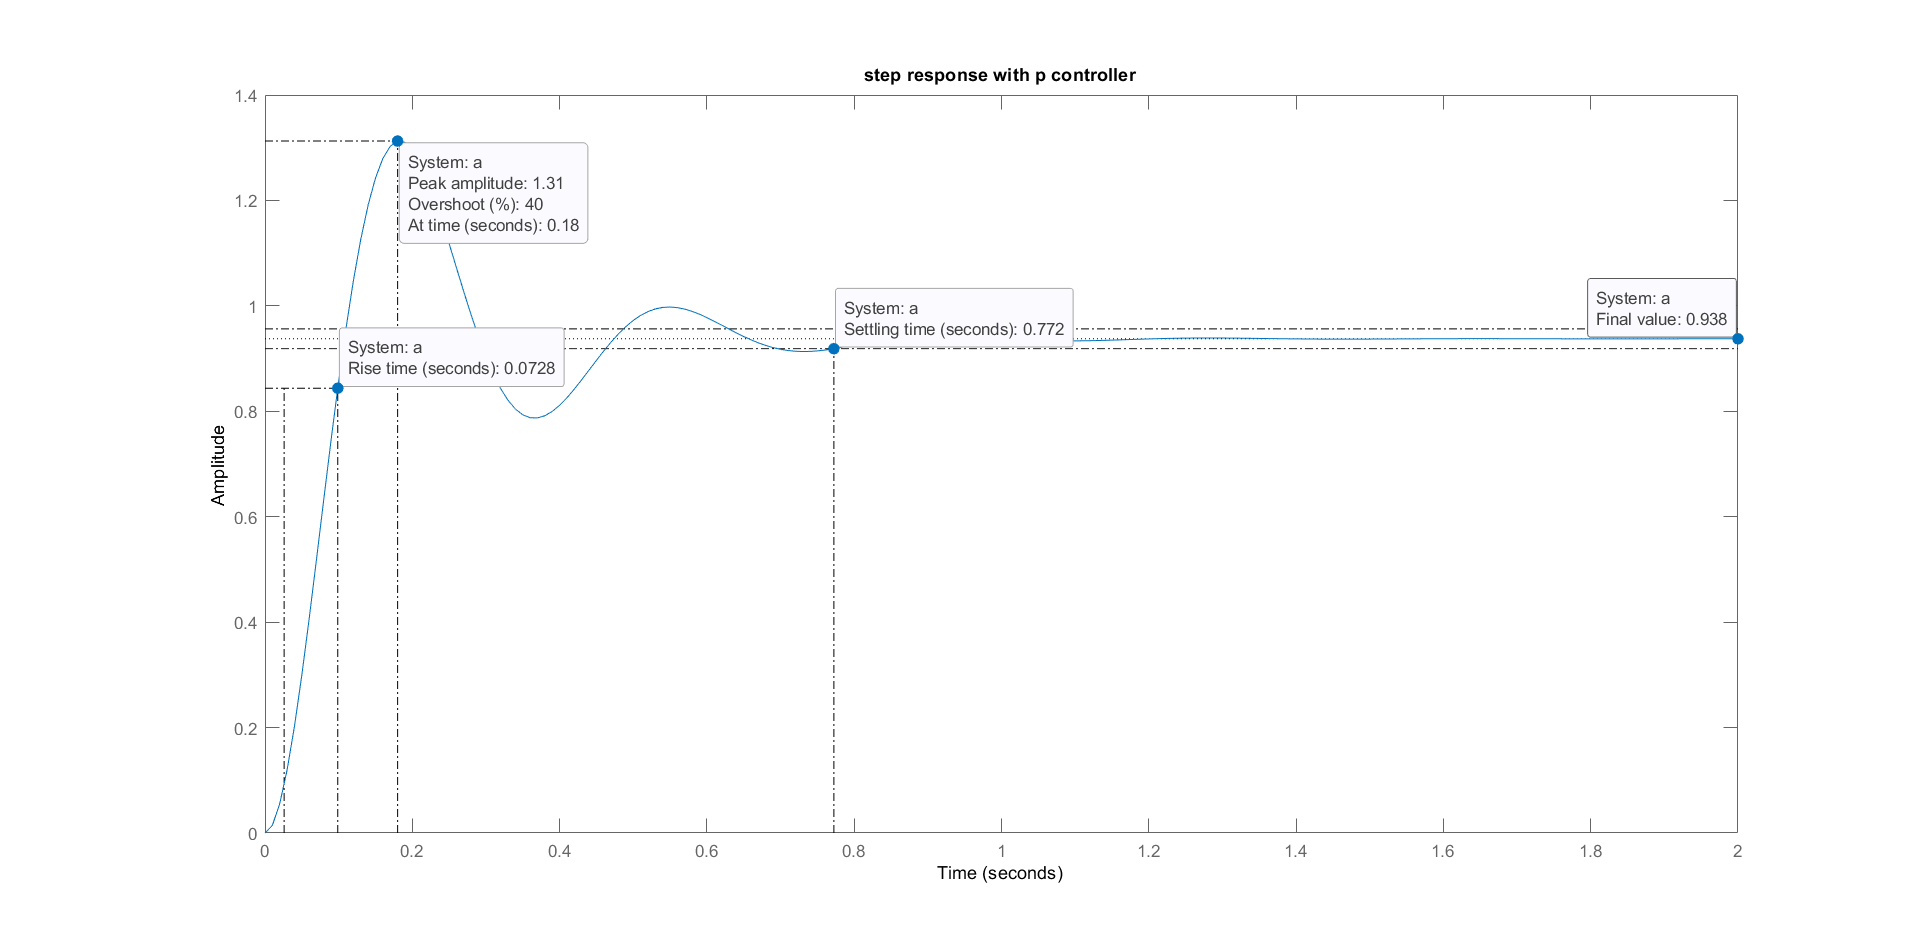 step response with p controller
1.4
1.2
1
0.8
0.6
0.4
0.2
0
Amplitude
System: a
Peak amplitude: 1.31
Overshoot (%): 40
At time (seconds): 0.18
System: a
Rise time (seconds): 0.0728
System: a
Settling time (seconds): 0.772
System: a
Final value: 0.938
0
0.2
0.4
0.6
0.8
1
1.2
1.4
1.6
1.8
2
Time (seconds)